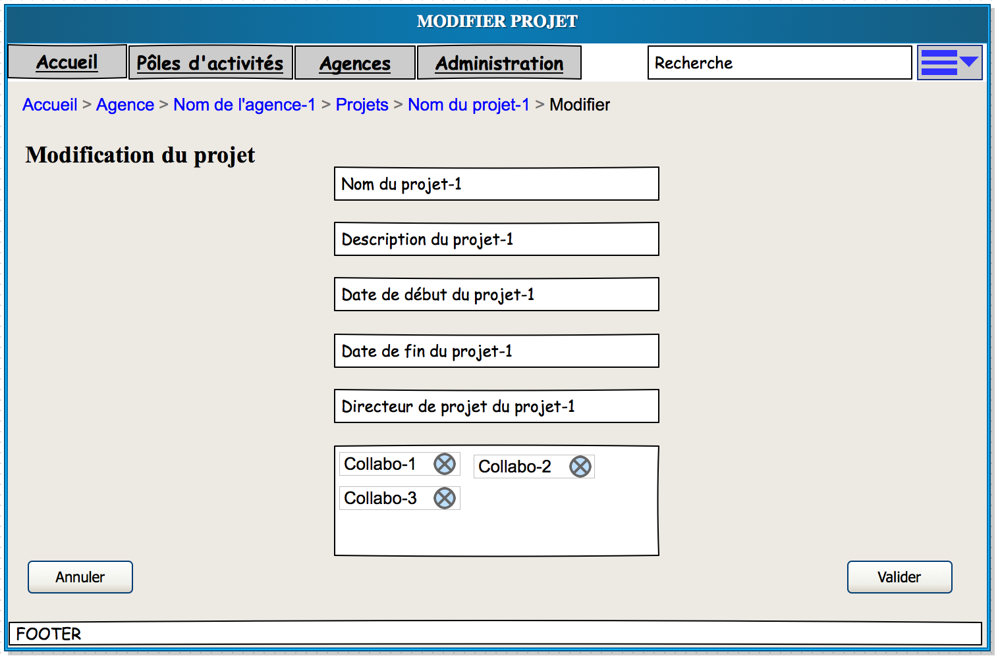 MODIFIER PROJET
Accueil Pôles d'activités Agences Administration Recherche
Accueil > Agence > Nom de l'agence-1 > Projets > Nom du projet-1 > Modifier
Modification du projet
Nom du projet-1
Description du projet-1
Date de début du projet-1
Date de fin du projet-1
Directeur de projet du projet-1
Collabo-1 Collabo-2
Collabo-3
Annuler Valider
FOOTER